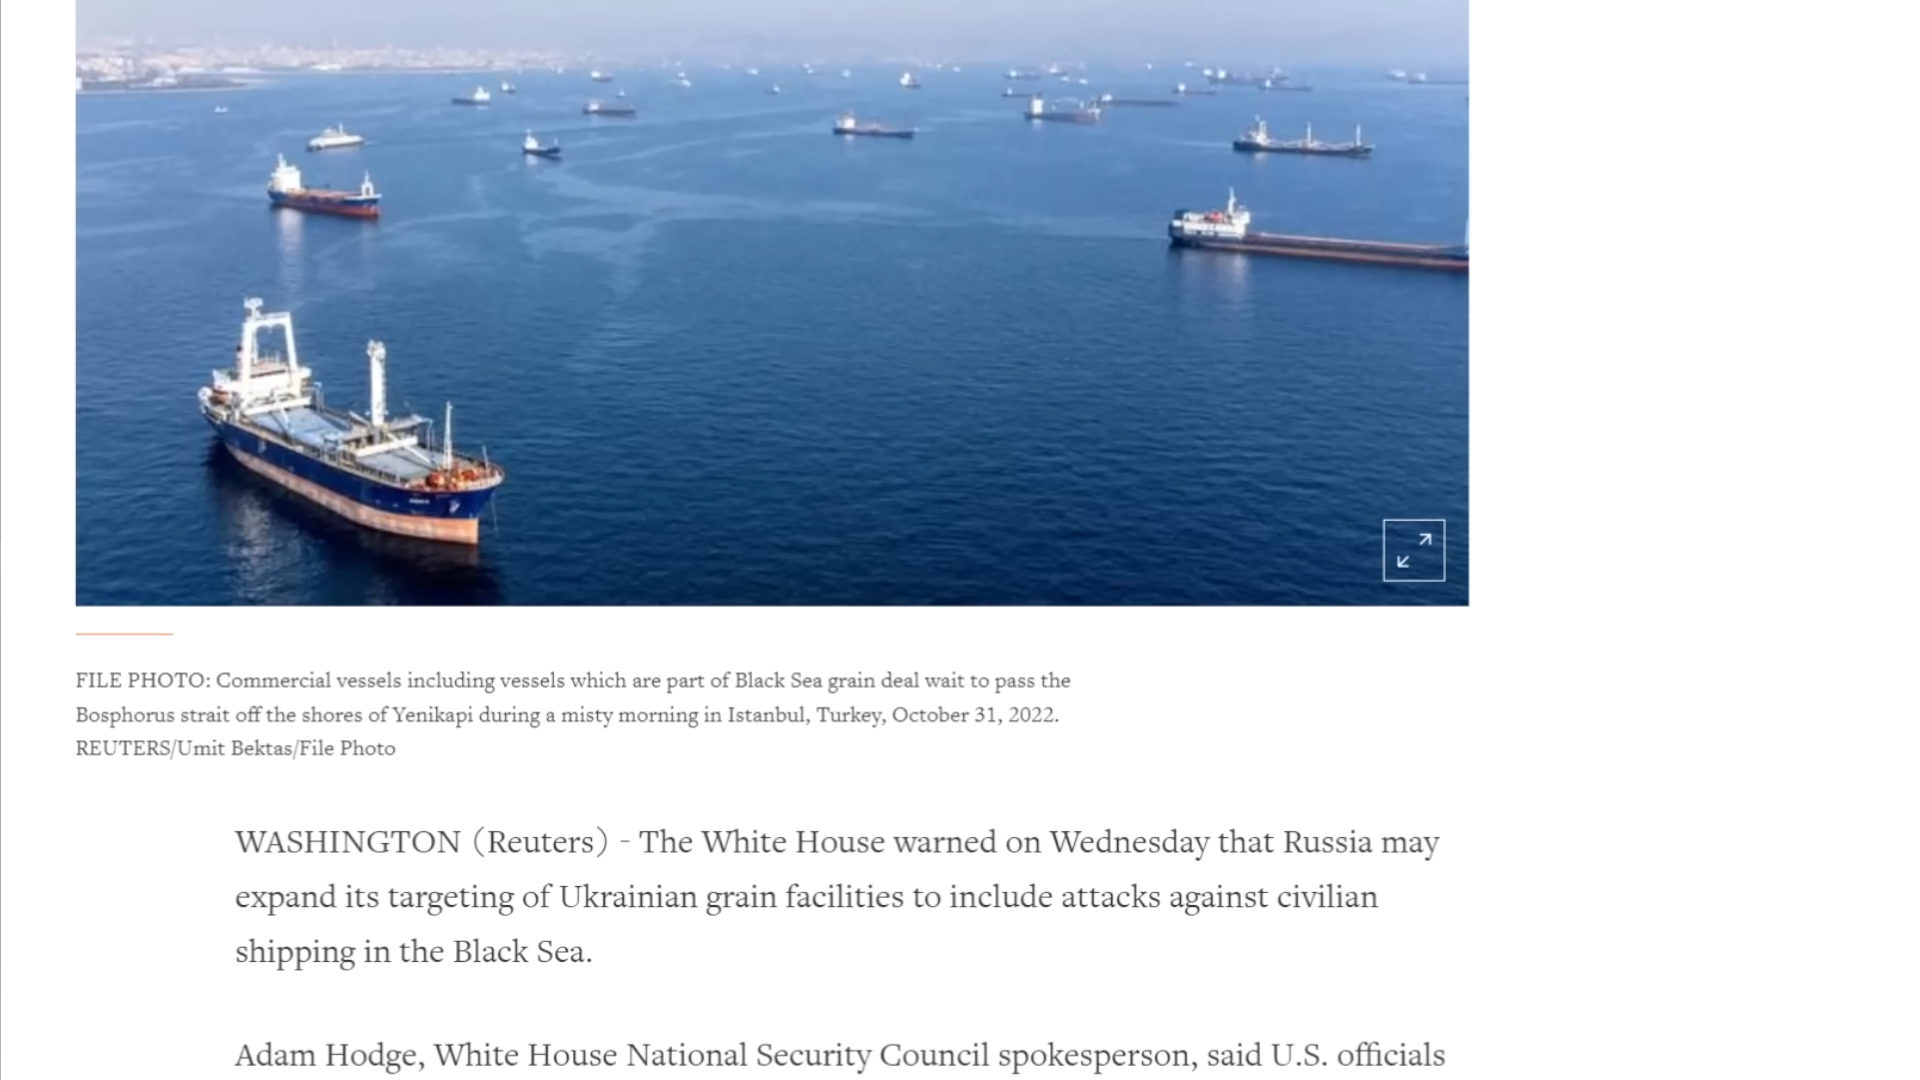 FILE PHOTO: Commercial vessels including vessels which are part of Black Sea grain deal wait to pass the
Bosphorus strait off the shores of Yenikapi during a misty morning in Istanbul, Turkey, October 31, 2022.
REUTERS/Umit Bektas/File Photo
WASHINGTON (Reuters) - The White House warned on Wednesday that Russia may
expand its targeting of Ukrainian grain facilities to include attacks against civilian
shipping in the Black Sea.
Adam Hodge, White House National Security Council spokesperson, said U.S. officials